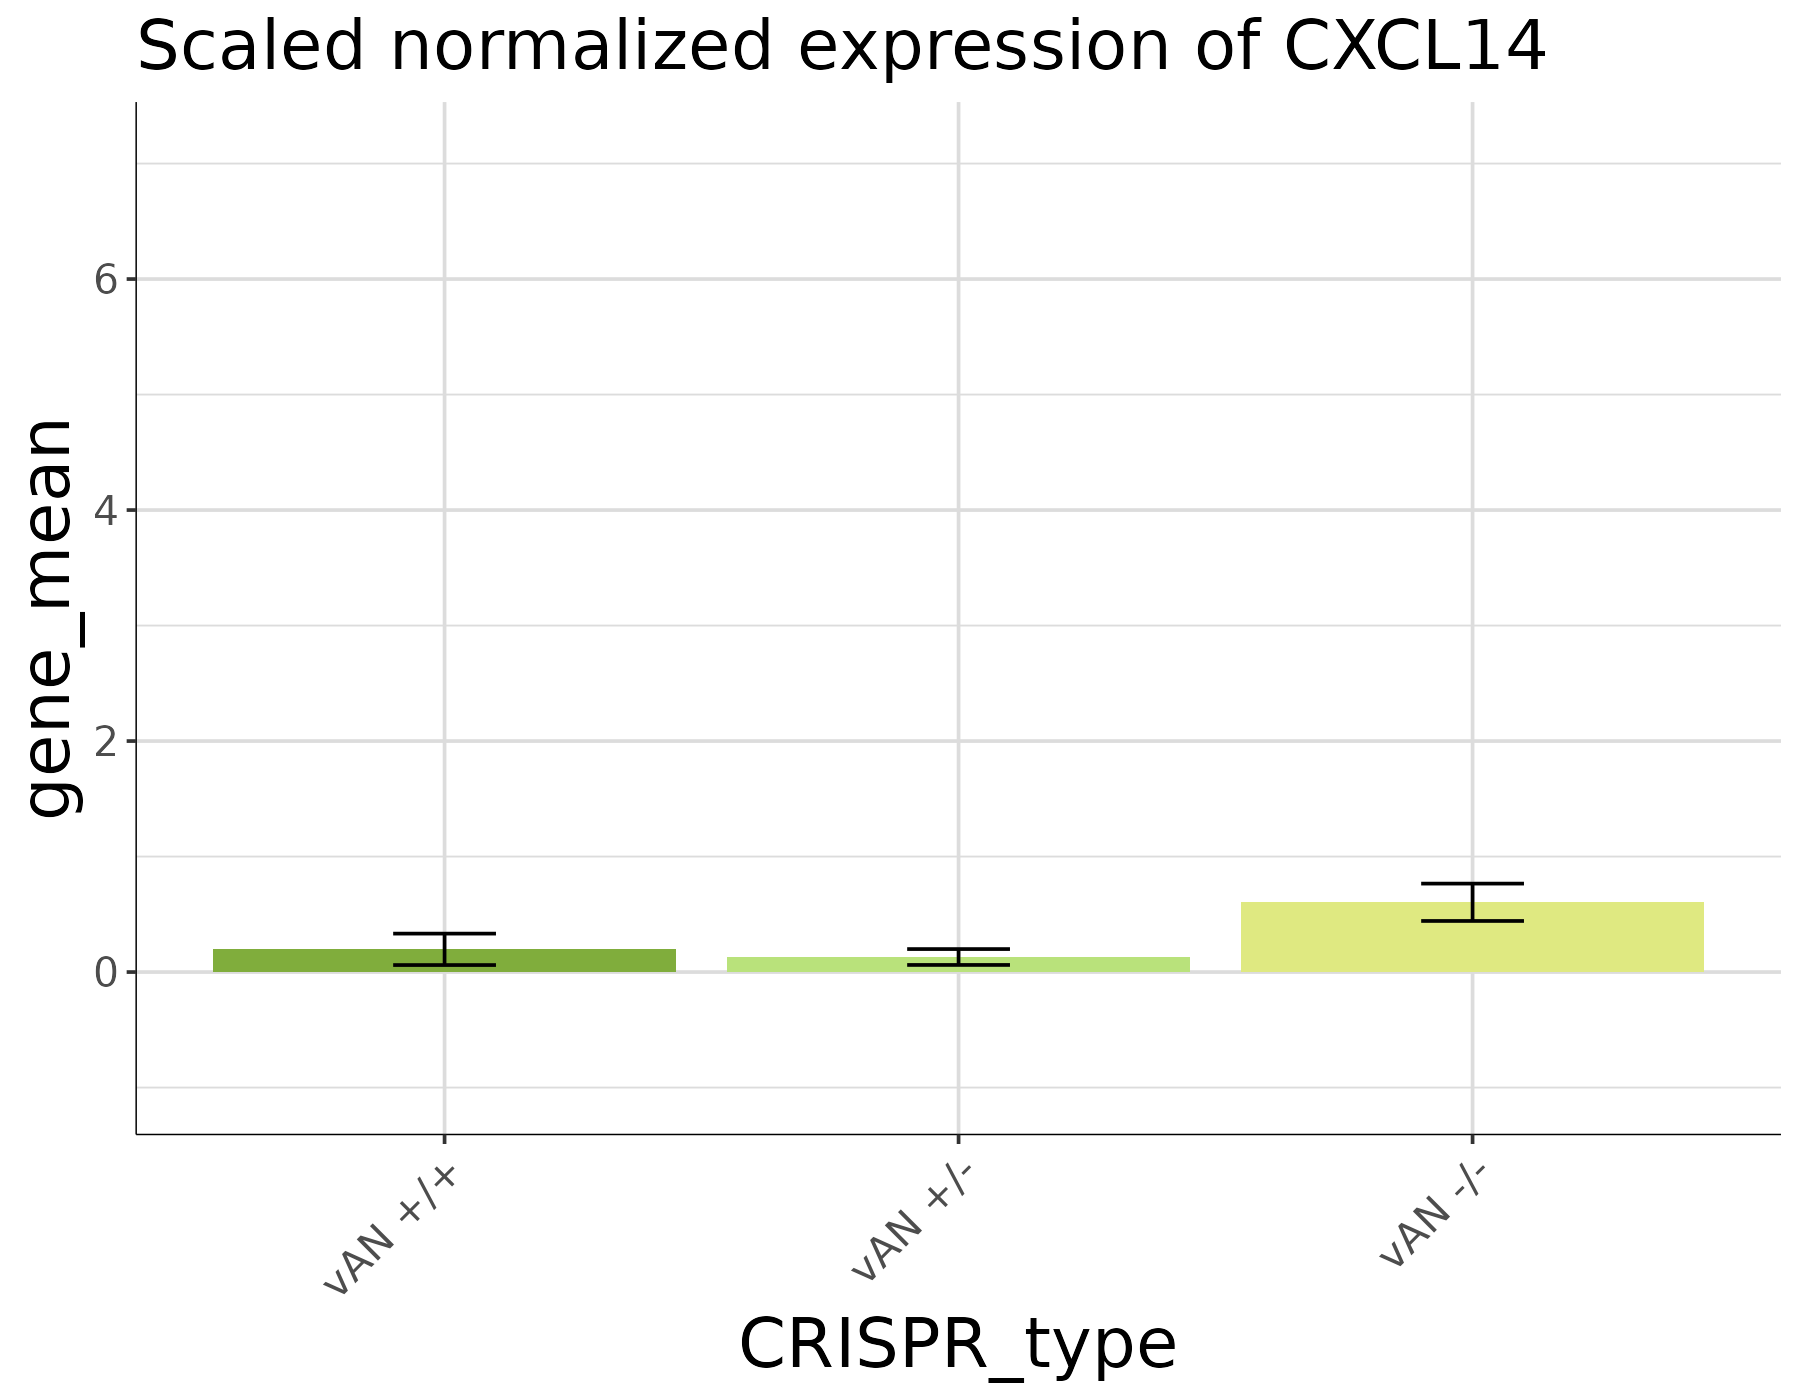 Scaled normalized expression of CXCL14
gene_mean
6
4
2
0
vAN +/+
vAN +/-
vAN -/-
CRISPR_type